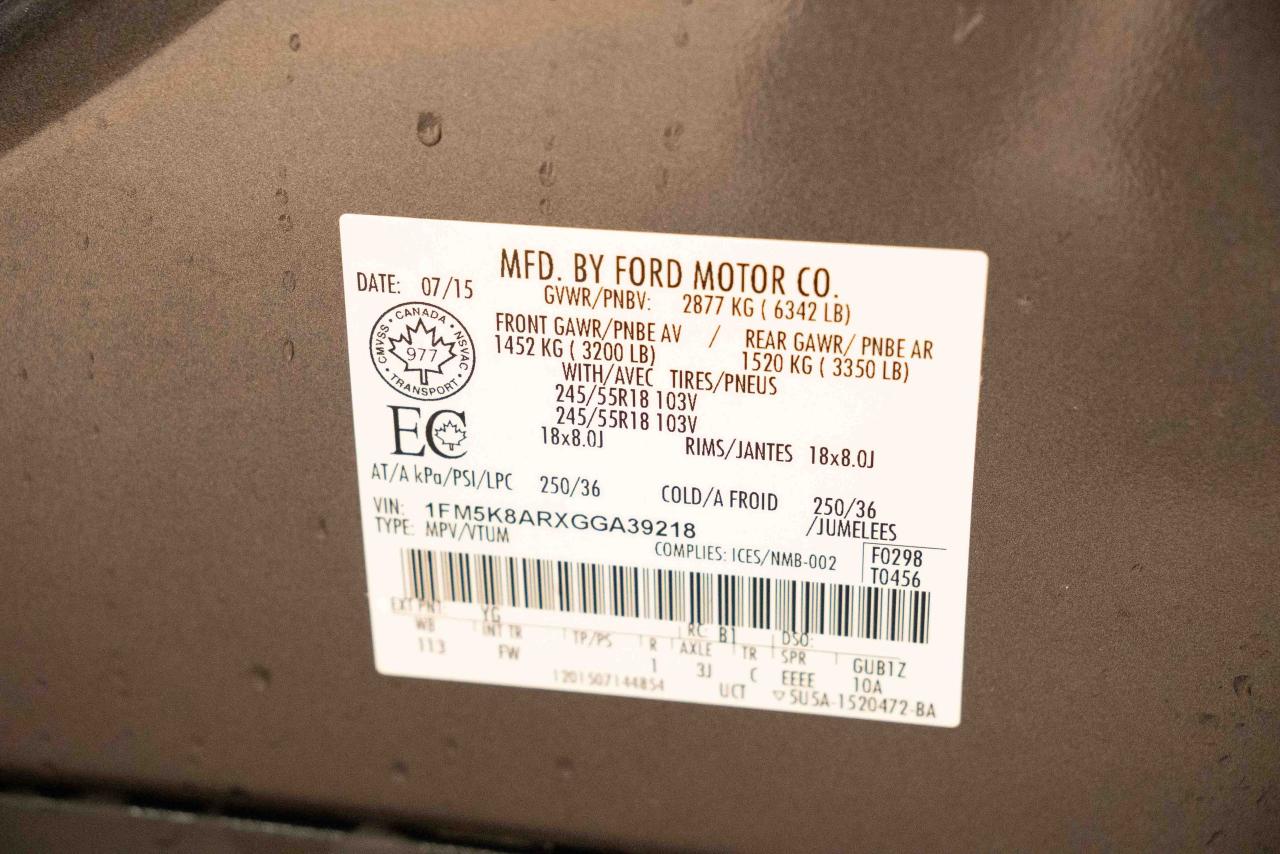 MFD. BY FORD MOTOR CO.
DATE: 07/15
GVWR/PNBV: 2877 KG ( 6342 LB)
FRONT GAWR/PNBE AV / REAR GAWR/ PNBE AR
1452 KG ( 3200 LB) 1520 KG ( 3350 LB)
WITH/AVEC TIRES/PNEUS
245/55R18 103V
245/55R18 103V
18x8.0J RIMS/JANTES 18x8.0J
CANADA
CMVSS NSVAC
977
TRANSPORT
EC
AT/A kPa/PSI/LPC 250/36 COLD/A FROID 250/36
VIN: 1FM5K8ARXGGA39218 /JUMELEES
TYPE: MPV/VTUM
COMPLIES: ICES/NMB-002 F0298
T0456
EXT PNT: YG RC: B1 DSO:
WB INT TR TP/PS R AXLE TR SPR GUB1Z
113 FW 1 3J C EEEE 10A
1201507144854 UCT ▽5U5A-1520472-BA